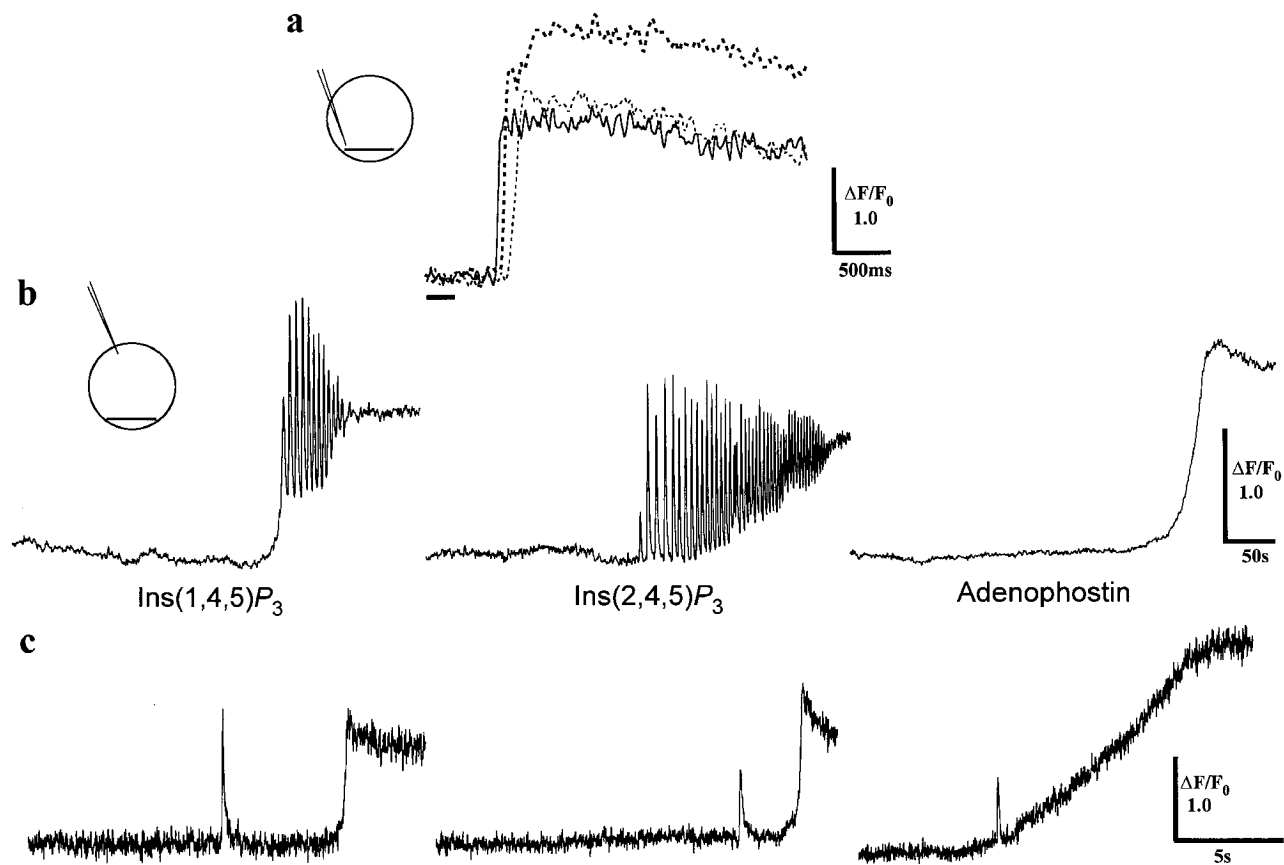 a
ΔF/F₀
1.0
500ms
b
ΔF/F₀
1.0
50s
Ins(1,4,5)P₃
Ins(2,4,5)P₃
Adenophostin
c
ΔF/F₀
1.0
5s